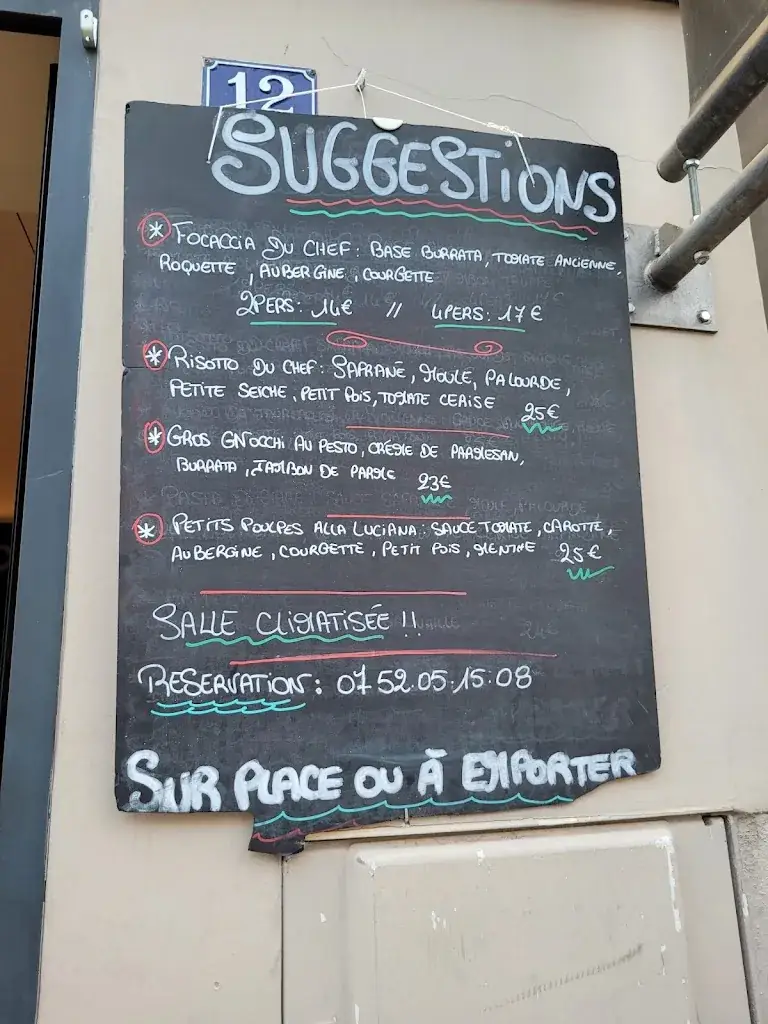 12
SUGGESTIONS
* FOCACCIA DU CHEF : BASE BURRATA, TOMATE ANCIENNE,
ROQUETTE, AUBERGINE, COURGETTE
2PERS: 14€ // 4PERS: 17€
* RISOTTO DU CHEF : SAFRANÉ, MOULE, PALOURDE,
PETITE SEICHE, PETIT POIS, TOMATE CERISE 25€
* GROS GNOCCHI AU PESTO, CRÈME DE PARMESAN,
BURRATA, JAMBON DE PARME 23€
* PETITS POULPES ALLA LUCIANA : SAUCE TOMATE, CAROTTE,
AUBERGINE, COURGETTE, PETIT POIS, MENTHE 25€
SALLE CLIMATISÉE !!
RESERVATION : 07 52.05.15.08
SUR PLACE OU À EMPORTER